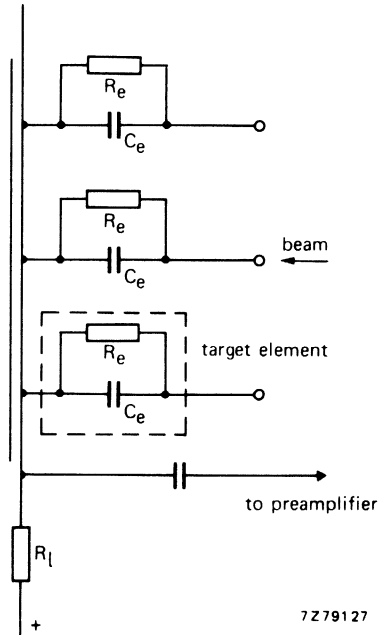 Re
Ce
Re
beam
Ce
Re
target element
Ce
to preamplifier
Rl
+
7Z79127